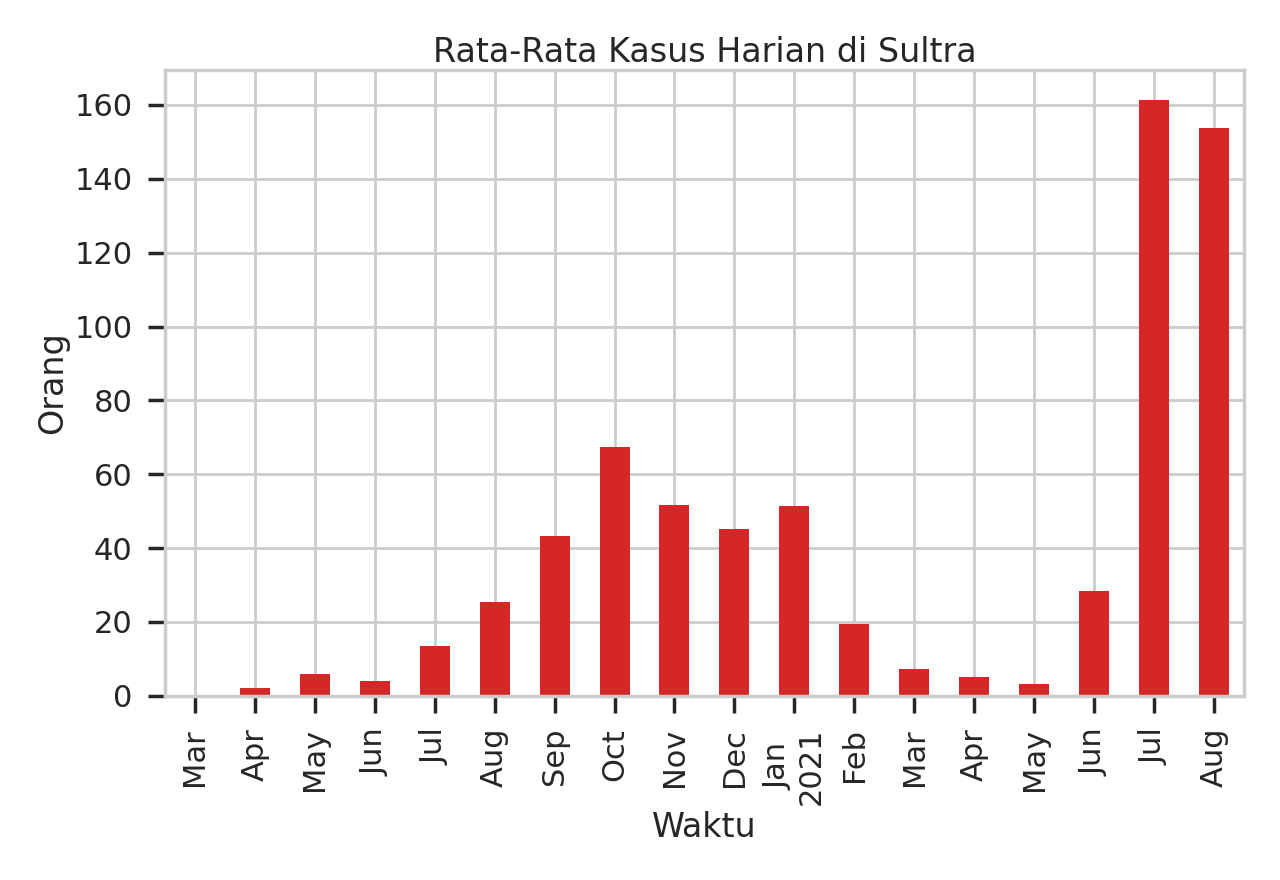 Rata-Rata Kasus Harian di Sultra
160
140
120
100
80
60
40
20
0
Orang
Mar
Apr
May
Jun
Jul
Aug
Sep
Oct
Nov
Dec
Jan
2021
Feb
Mar
Apr
May
Jun
Jul
Aug
Waktu